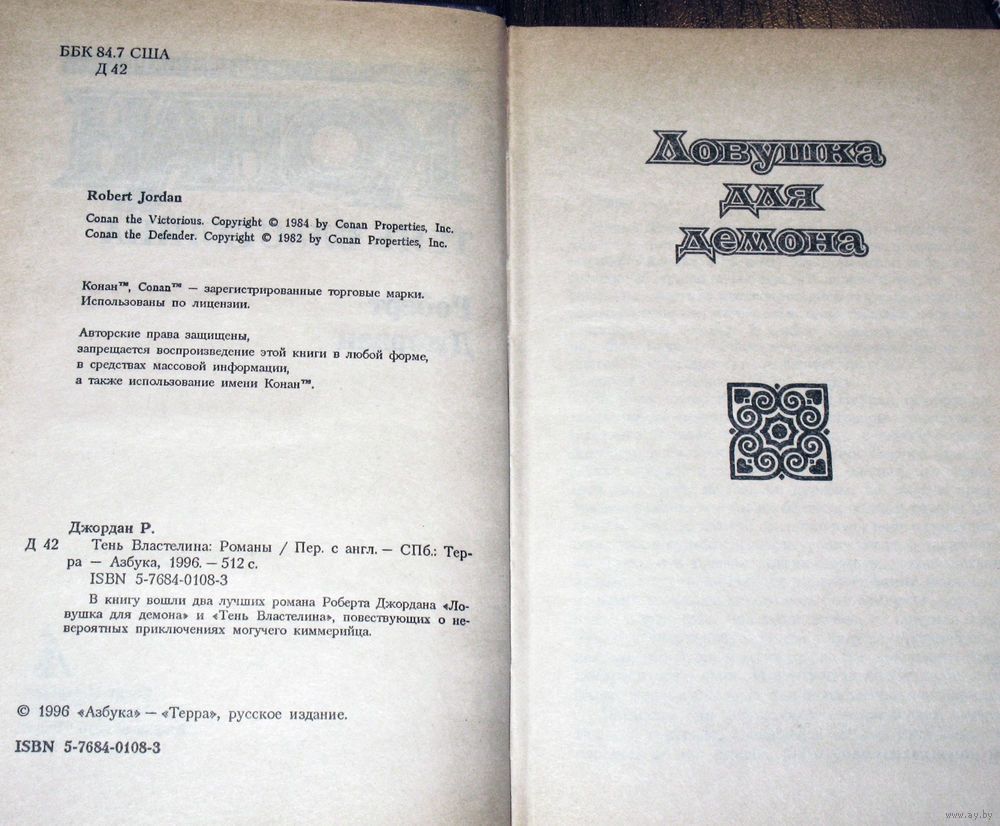 ББК 84.7 США
Д 42
Robert Jordan
Conan the Victorious. Copyright © 1984 by Conan Properties, Inc.
Conan the Defender. Copyright © 1982 by Conan Properties, Inc.
Конан™, Conan™ — зарегистрированные торговые марки.
Использованы по лицензии.
Авторские права защищены,
запрещается воспроизведение этой книги в любой форме,
в средствах массовой информации,
а также использование имени Конан™.
Джордан Р.
Д 42 Тень Властелина: Романы / Пер. с англ. — СПб.: Тер-
ра — Азбука, 1996. — 512 с.
ISBN 5-7684-0108-3
В книгу вошли два лучших романа Роберта Джордана «Ло-
вушка для демона» и «Тень Властелина», повествующих о не-
вероятных приключениях могучего киммерийца.
© 1996 «Азбука» — «Терра», русское издание.
ISBN 5-7684-0108-3
Ловушка
для
демона
www.ay.by